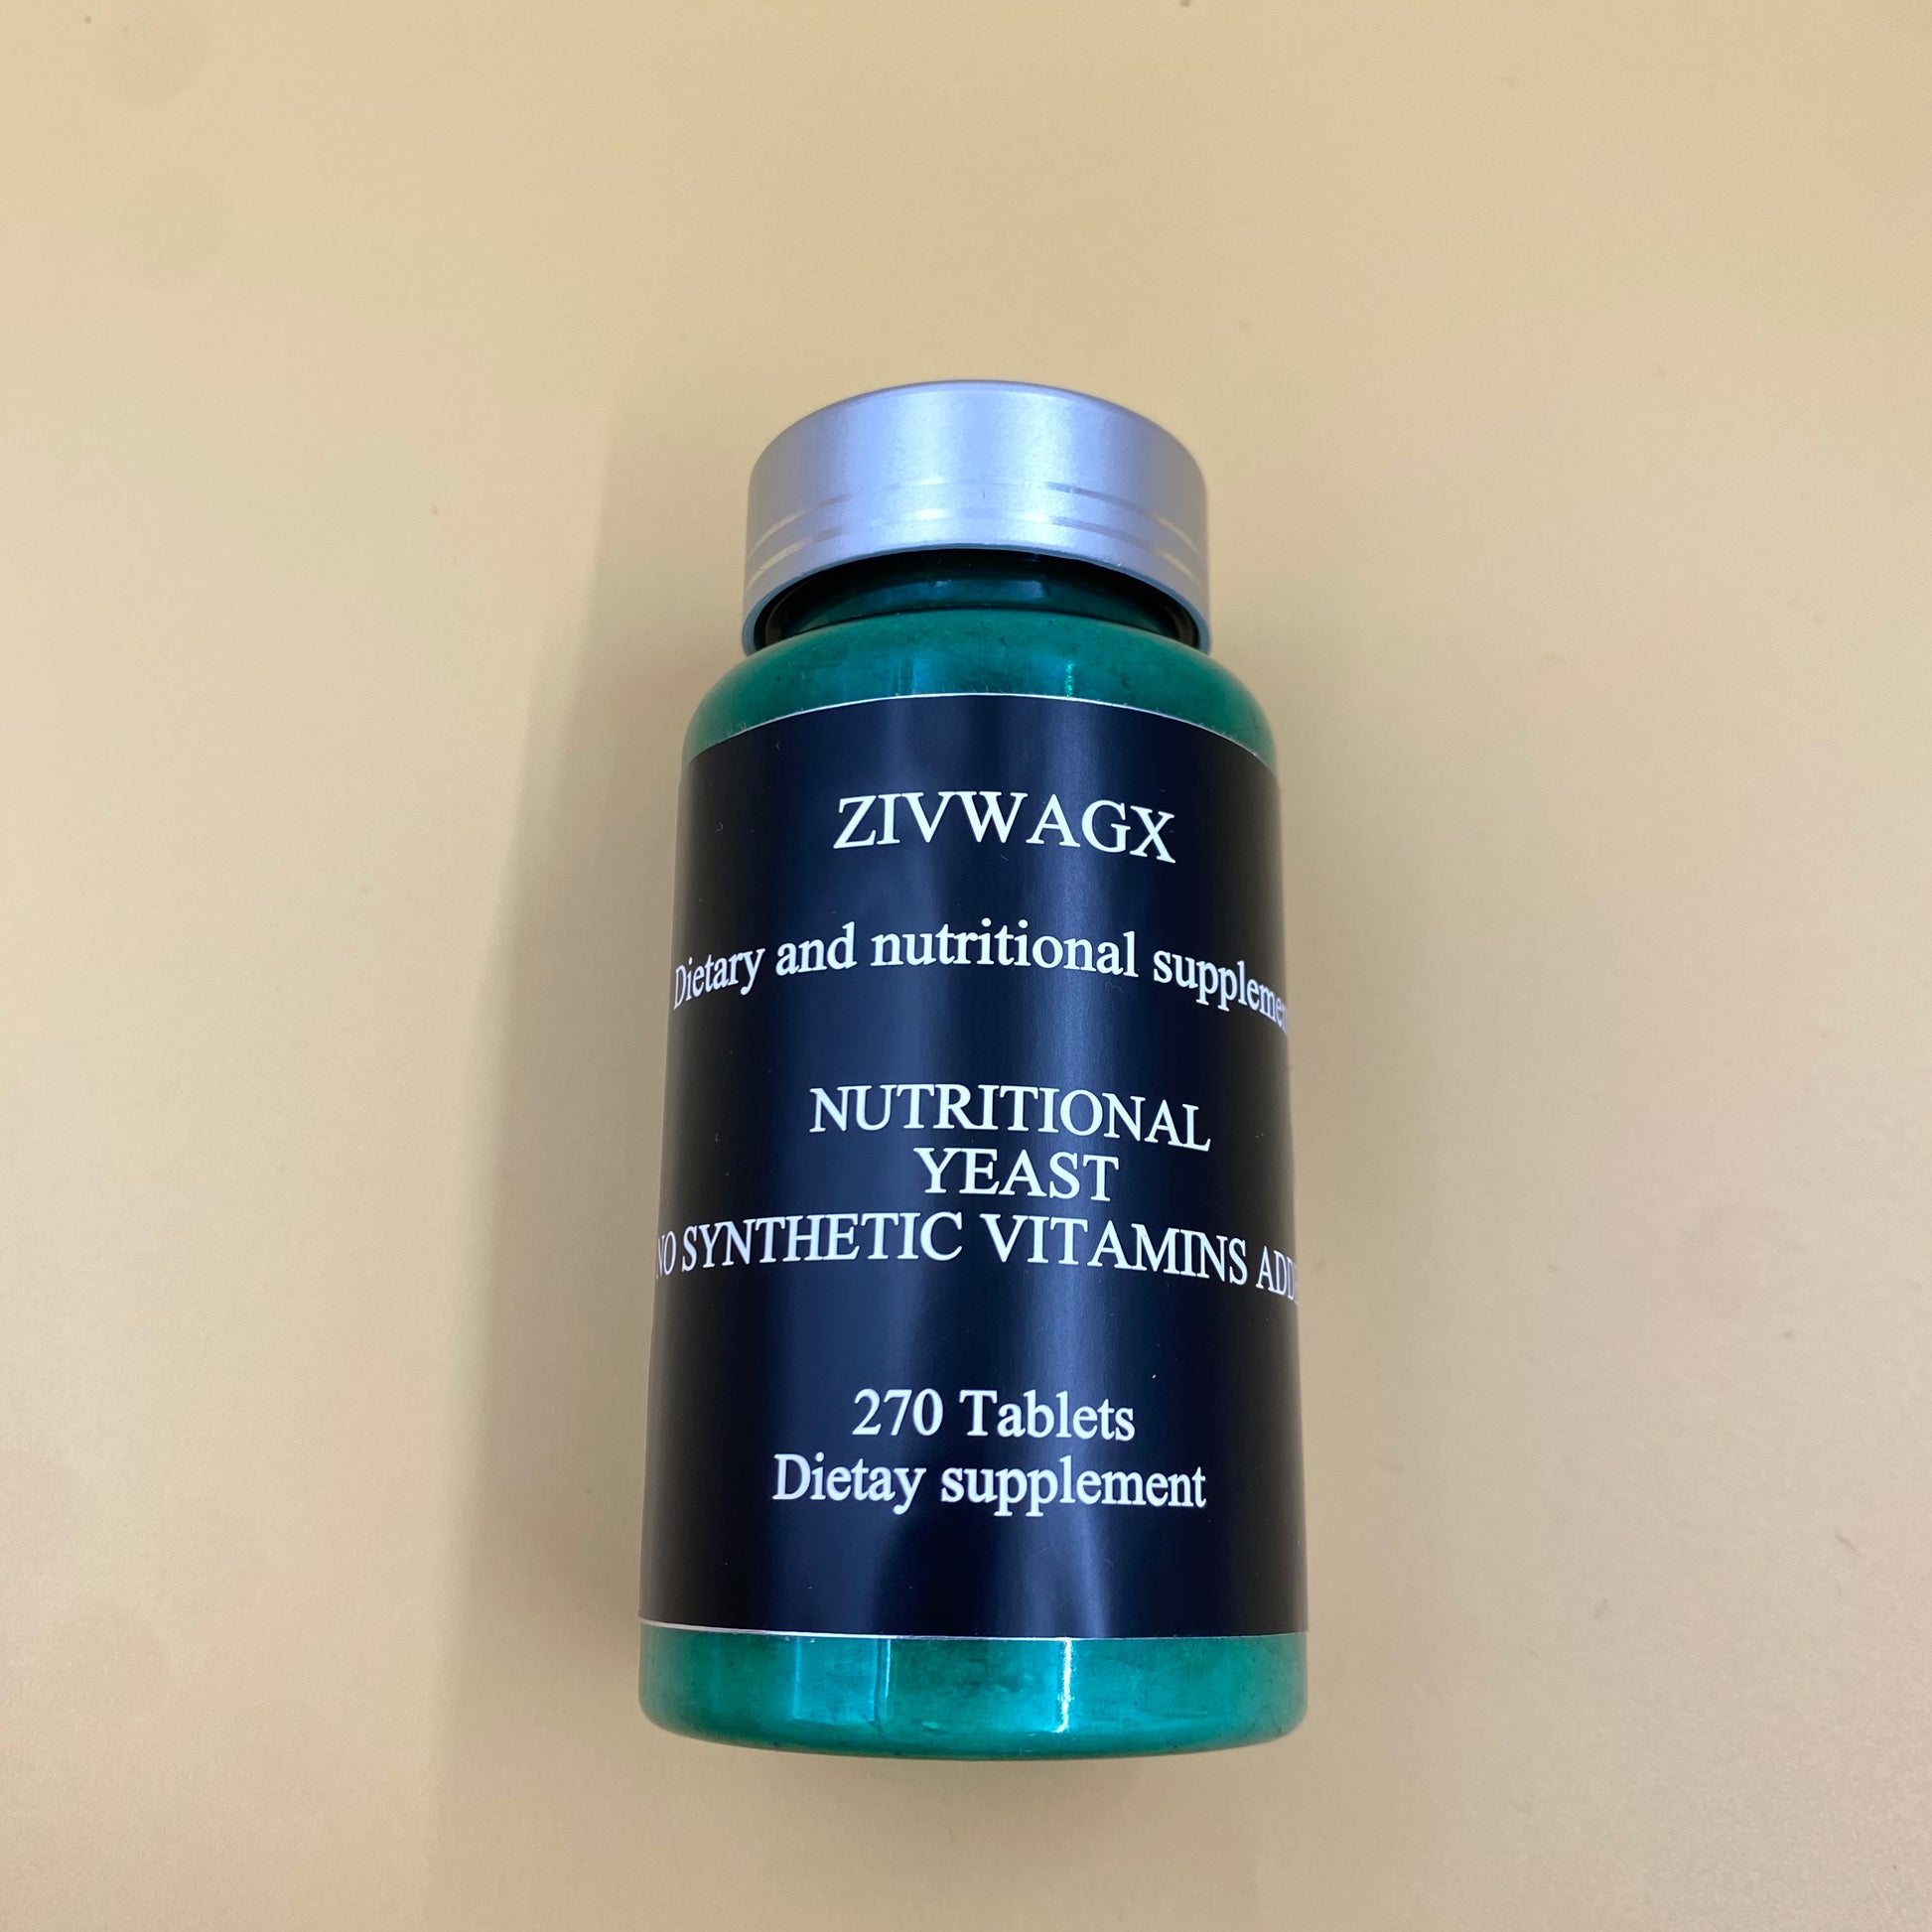 ZIVWAGX
Dietary and nutritional supplemen
NUTRITIONAL
YEAST
NO SYNTHETIC VITAMINS ADD
270 Tablets
Dietay supplement